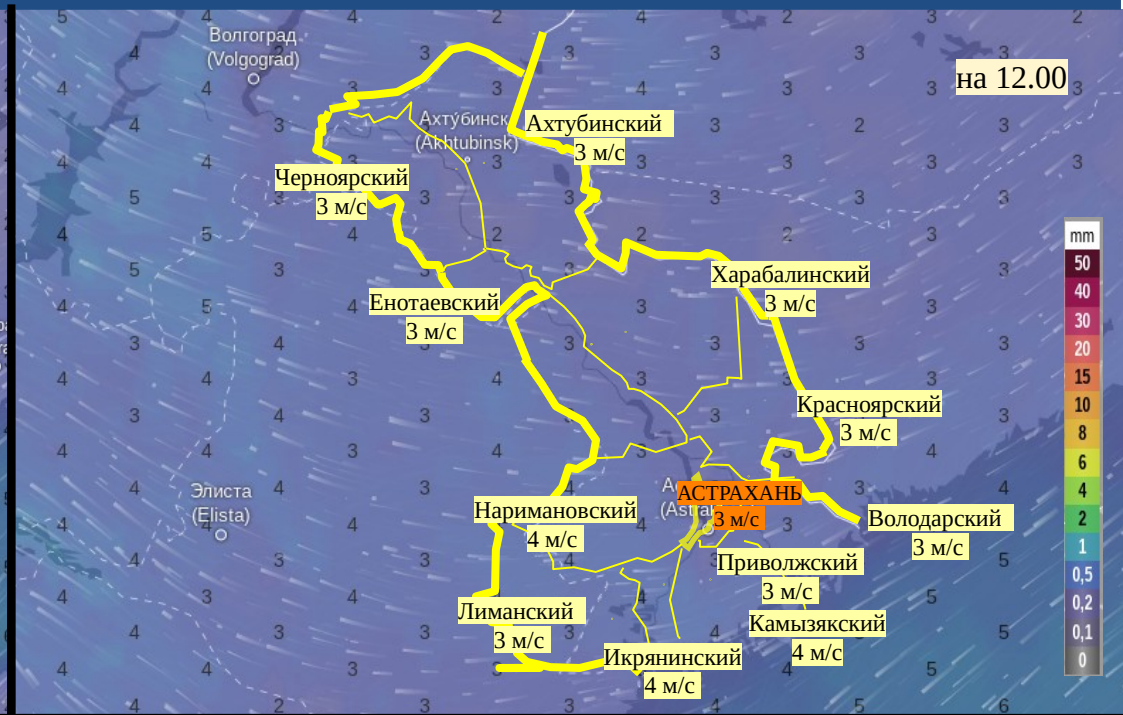 Волгоград
(Volgograd)
на 12.00
Ахту́бинск
(Akhtubinsk)
Ахтубинский
3 м/с
Черноярский
3 м/с
Харабалинский
3 м/с
Енотаевский
3 м/с
mm
50
40
30
20
15
10
8
6
4
2
1
0,5
0,2
0,1
0
Красноярский
3 м/с
Элиста
(Elista)
АСТРАХАНЬ
3 м/с
Наримановский
4 м/с
Володарский
3 м/с
Приволжский
3 м/с
Лиманский
3 м/с
Камызякский
4 м/с
Икрянинский
4 м/с